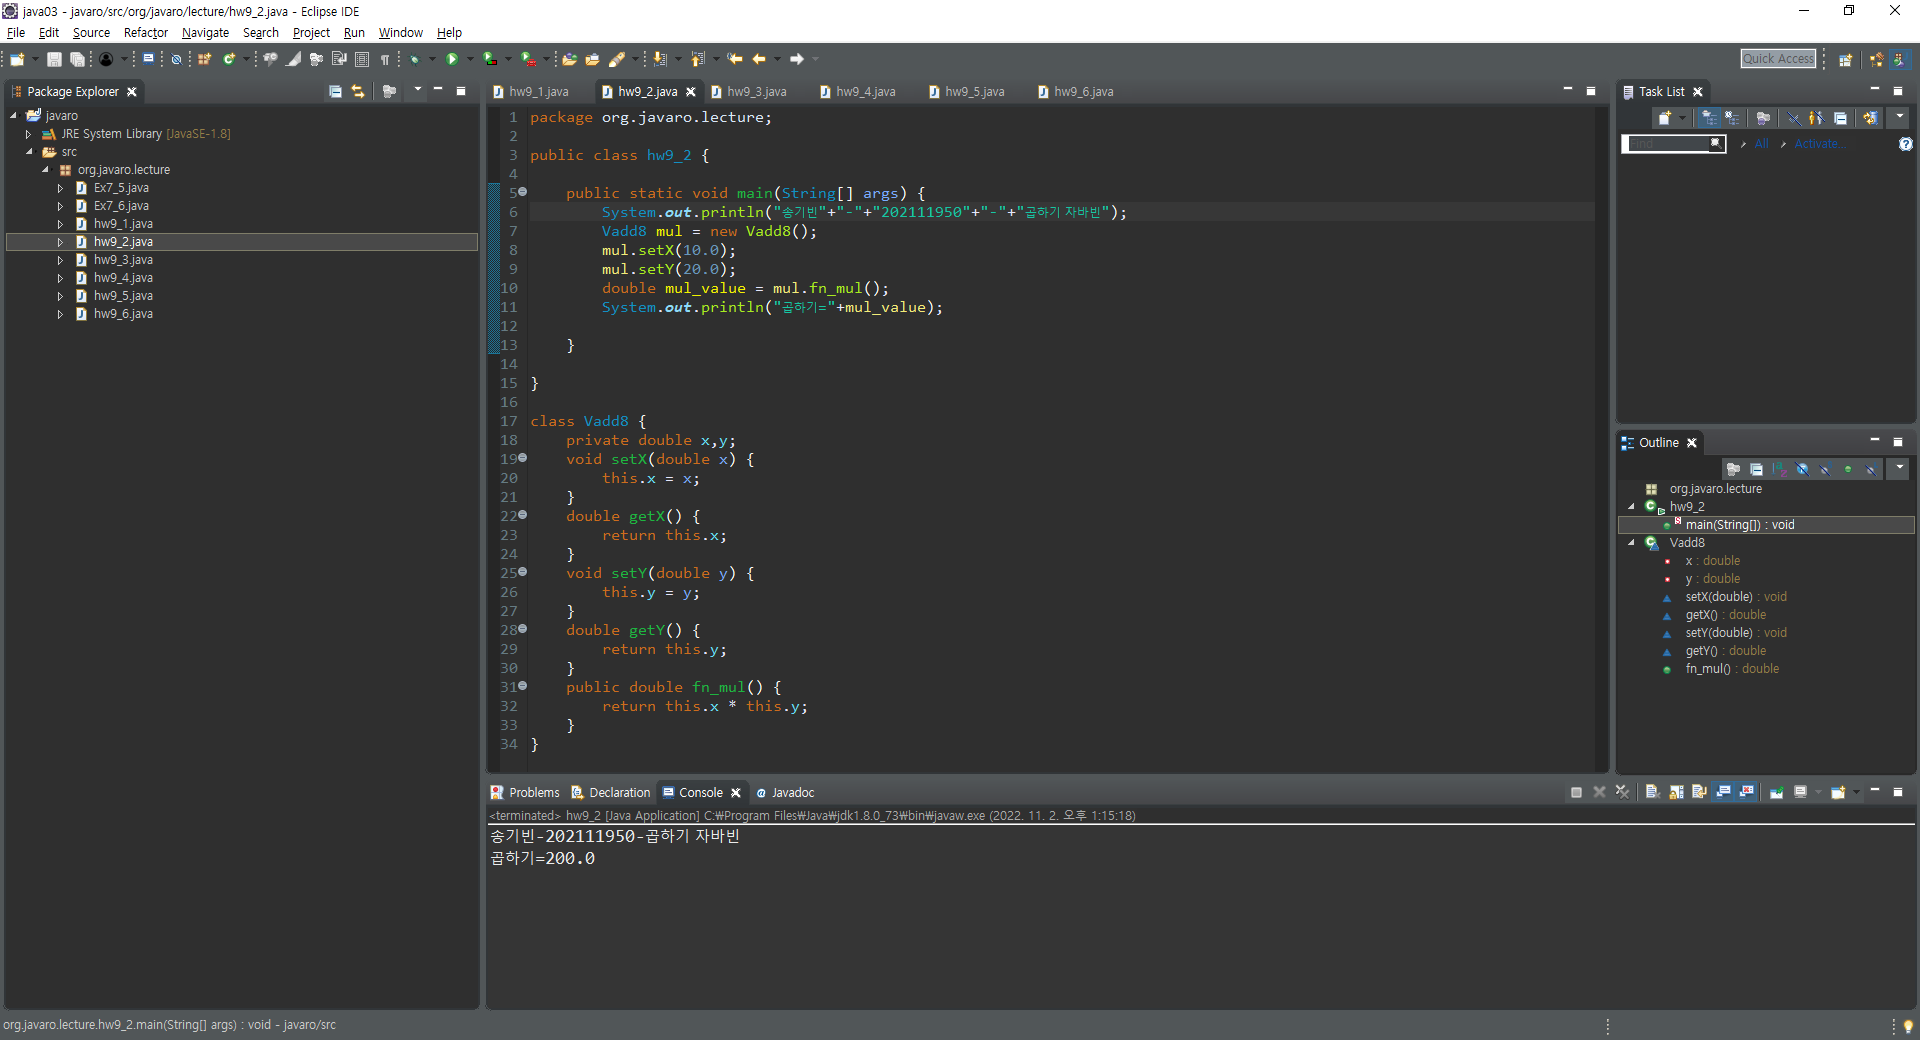 java03 - javaro/src/org/javaro/lecture/hw9_2.java - Eclipse IDE
File Edit Source Refactor Navigate Search Project Run Window Help
Quick Access
Package Explorer
javaro
JRE System Library [JavaSE-1.8]
src
org.javaro.lecture
Ex7_5.java
Ex7_6.java
hw9_1.java
hw9_2.java
hw9_3.java
hw9_4.java
hw9_5.java
hw9_6.java
hw9_1.java hw9_2.java hw9_3.java hw9_4.java hw9_5.java hw9_6.java
1 package org.javaro.lecture;
2
3 public class hw9_2 {
4
5 public static void main(String[] args) {
6 System.out.println("송기빈"+"-"+"202111950"+"-"+"곱하기 자바빈");
7 Vadd8 mul = new Vadd8();
8 mul.setX(10.0);
9 mul.setY(20.0);
10 double mul_value = mul.fn_mul();
11 System.out.println("곱하기="+mul_value);
12
13 }
14
15 }
16
17 class Vadd8 {
18 private double x,y;
19 void setX(double x) {
20 this.x = x;
21 }
22 double getX() {
23 return this.x;
24 }
25 void setY(double y) {
26 this.y = y;
27 }
28 double getY() {
29 return this.y;
30 }
31 public double fn_mul() {
32 return this.x * this.y;
33 }
34 }
Task List
Find All Activate...
Outline
org.javaro.lecture
hw9_2
main(String[]) : void
Vadd8
x : double
y : double
setX(double) : void
getX() : double
setY(double) : void
getY() : double
fn_mul() : double
Problems Declaration Console Javadoc
<terminated> hw9_2 [Java Application] C:₩Program Files₩Java₩jdk1.8.0_73₩bin₩javaw.exe (2022. 11. 2. 오후 1:15:18)
송기빈-202111950-곱하기 자바빈
곱하기=200.0
org.javaro.lecture.hw9_2.main(String[] args) : void - javaro/src